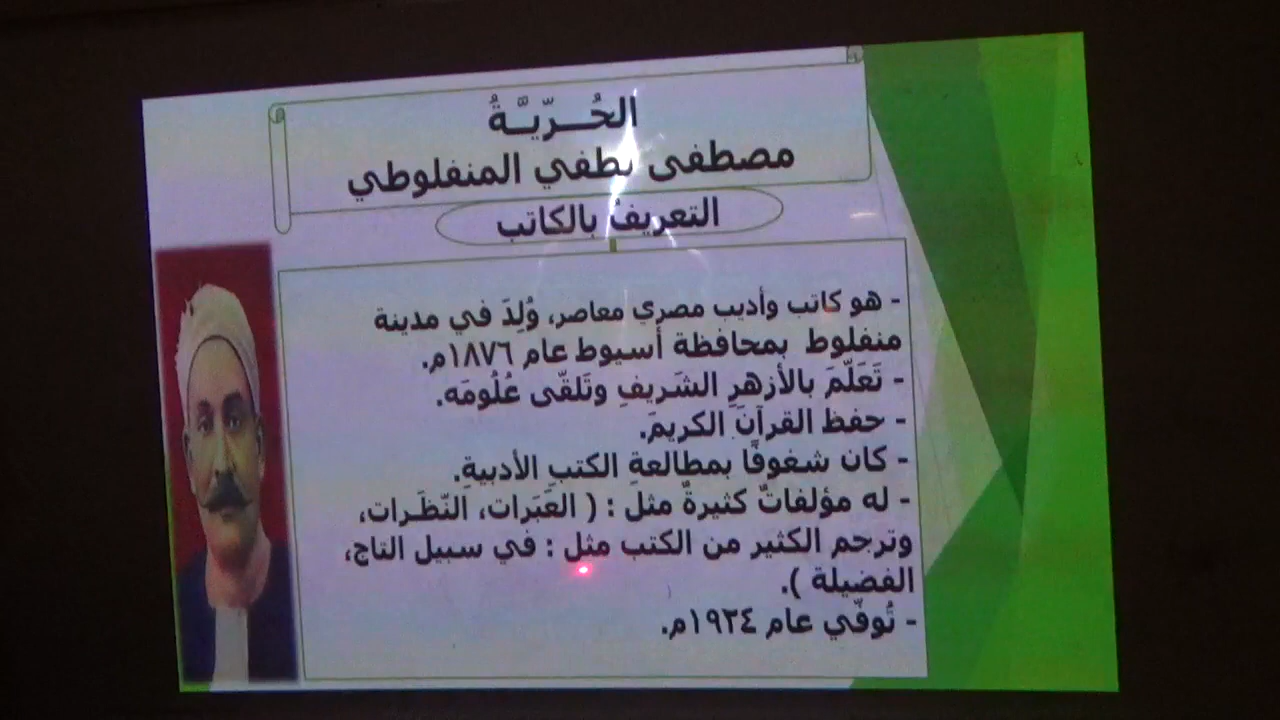 الحُـــرّيَّـةُ
مصطفى لطفي المنفلوطي
التعريفُ بالكاتب
- هو كاتب وأديب مصري معاصر، وُلِدَ في مدينة
منفلوط بمحافظة أسيوط عام ١٨٧٦م.
- تَعَلّمَ بالأزهرِ الشَريفِ وتَلقّى عُلُومَه.
- حفظ القرآنَ الكريمَ.
- كان شغوفًا بمطالعةِ الكتبِ الأدبيةِ.
- له مؤلفاتٌ كثيرةٌ مثل : ( العَبَرات، النّظَـرات،
وترجم الكثير من الكتب مثل : في سبيل التاج،
الفضيلة ).
- تُوفّي عام ١٩٢٤م.